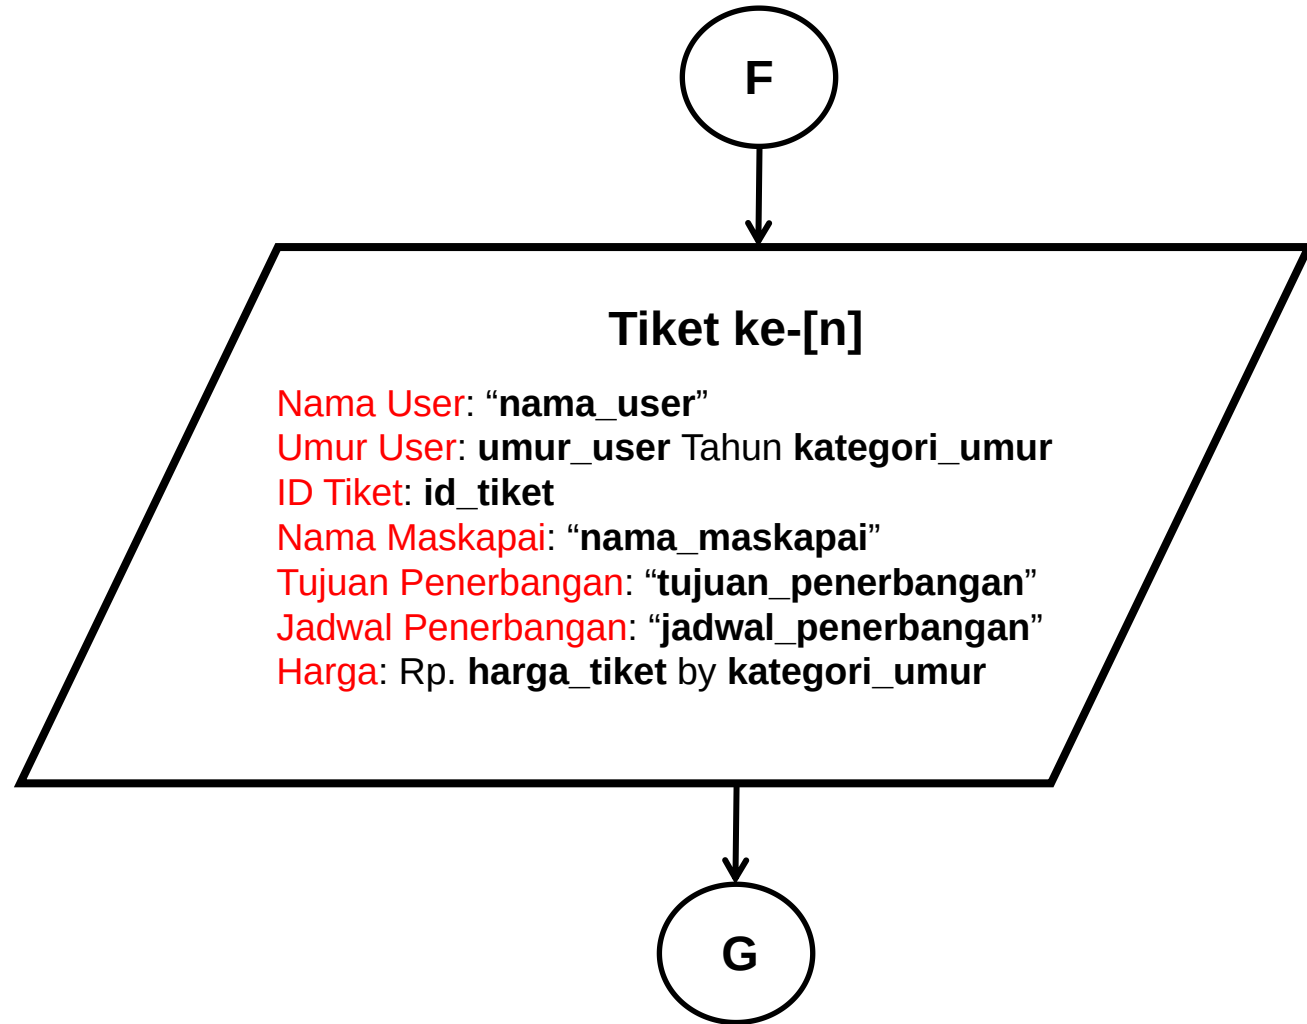 F
Tiket ke-[n]
Nama User: “nama_user”
Umur User: umur_user Tahun kategori_umur
ID Tiket: id_tiket
Nama Maskapai: “nama_maskapai”
Tujuan Penerbangan: “tujuan_penerbangan”
Jadwal Penerbangan: “jadwal_penerbangan”
Harga: Rp. harga_tiket by kategori_umur
G